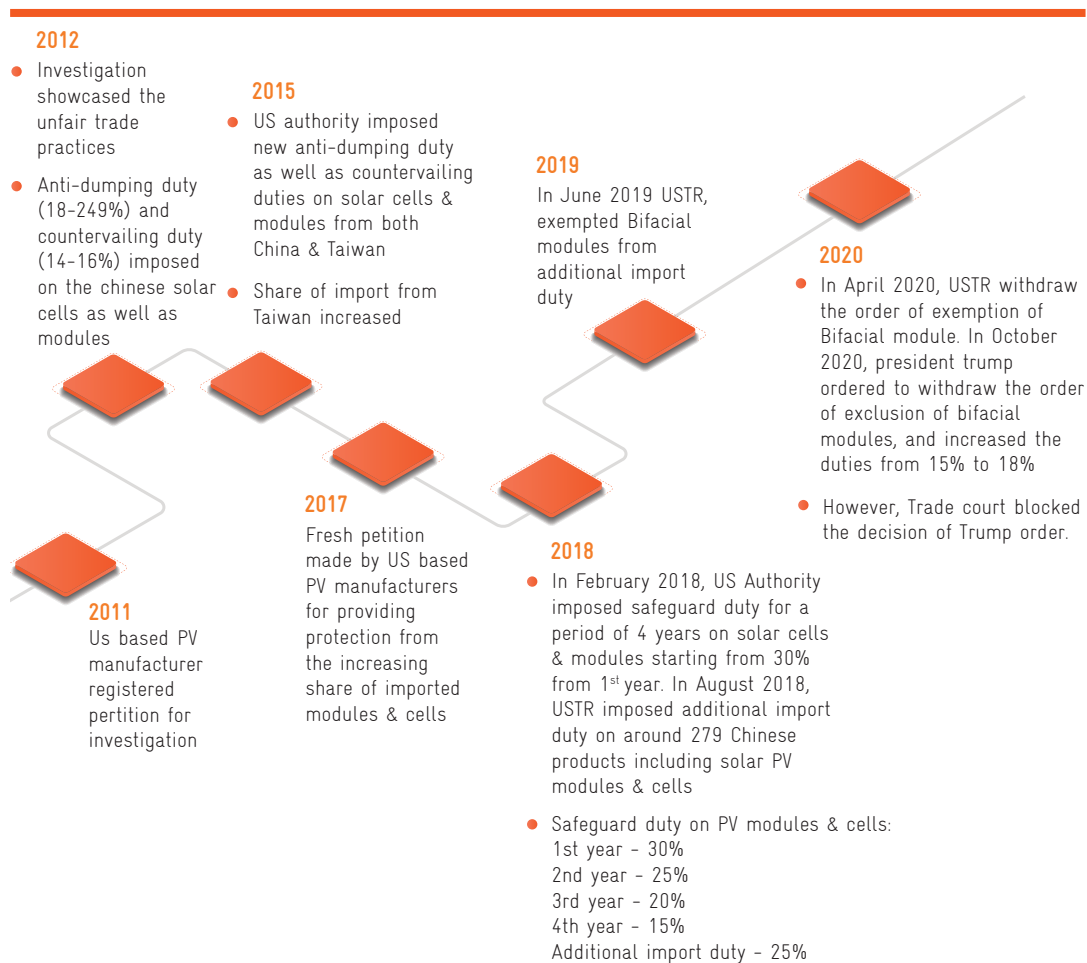 2012
Investigation
showcased the
unfair trade
practices
Anti-dumping duty
(18-249%) and
countervailing duty
(14-16%) imposed
on the chinese solar
cells as well as
modules
2015
US authority imposed
new anti-dumping duty
as well as countervailing
duties on solar cells &
modules from both
China & Taiwan
Share of import from
Taiwan increased
2019
In June 2019 USTR,
exempted Bifacial
modules from
additional import
duty
2020
In April 2020, USTR withdraw
the order of exemption of
Bifacial module. In October
2020, president trump
ordered to withdraw the order
of exclusion of bifacial
modules, and increased the
duties from 15% to 18%
However, Trade court blocked
the decision of Trump order.
2011
Us based PV
manufacturer
registered
pertition for
investigation
2017
Fresh petition
made by US based
PV manufacturers
for providing
protection from
the increasing
share of imported
modules & cells
2018
In February 2018, US Authority
imposed safeguard duty for a
period of 4 years on solar cells
& modules starting from 30%
from 1st year. In August 2018,
USTR imposed additional import
duty on around 279 Chinese
products including solar PV
modules & cells
Safeguard duty on PV modules & cells:
1st year - 30%
2nd year - 25%
3rd year - 20%
4th year - 15%
Additional import duty - 25%